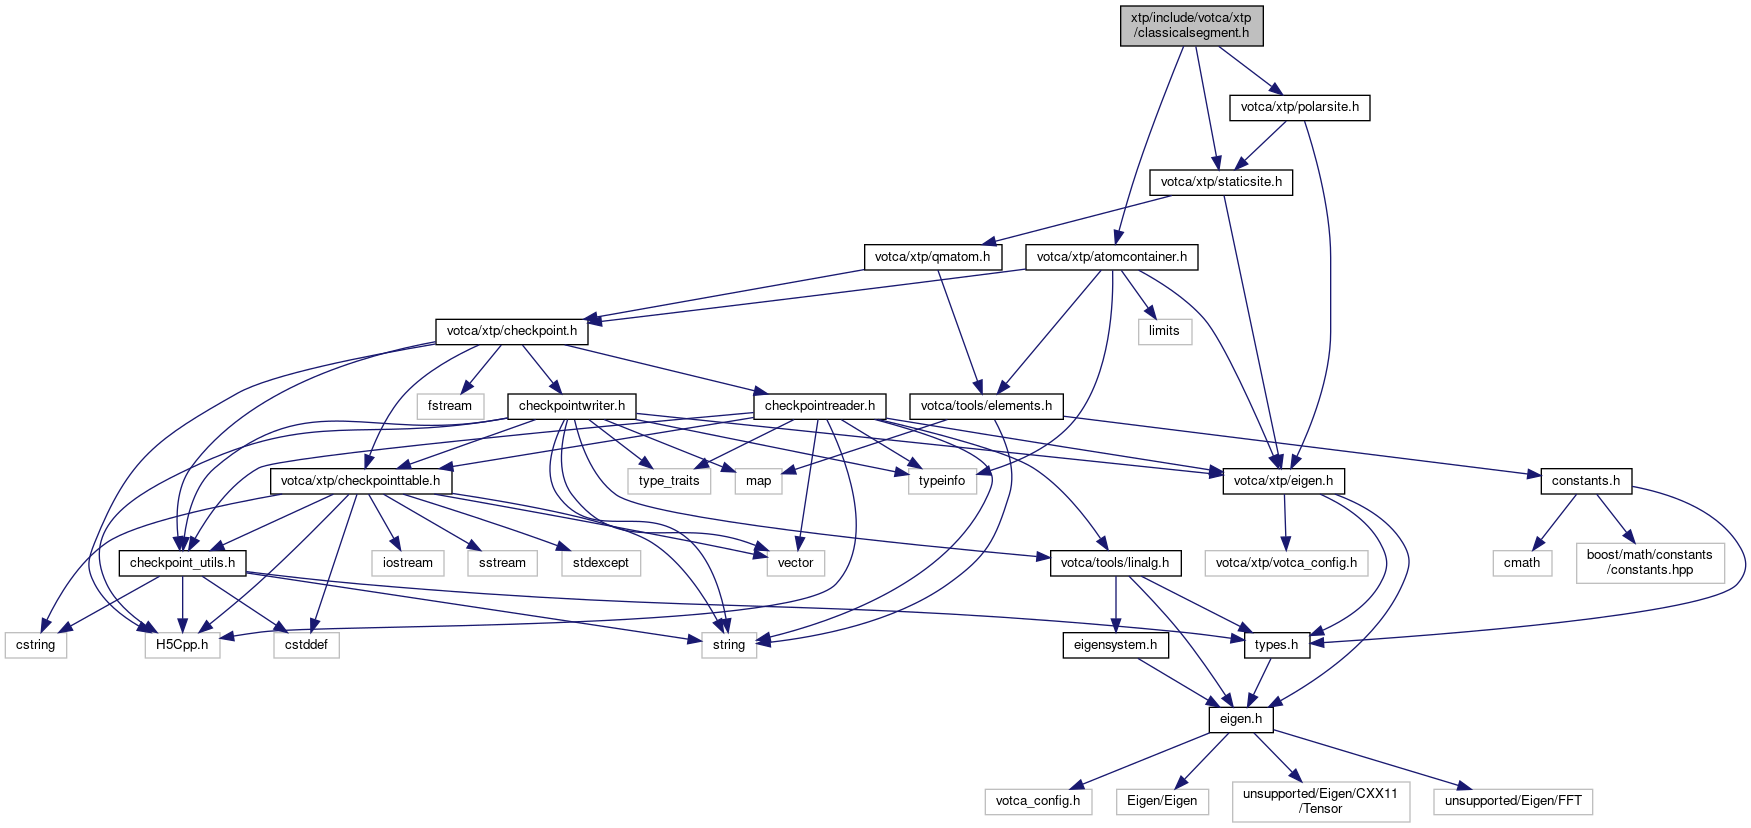 xtp/include/votca/xtp
/classicalsegment.h
votca/xtp/polarsite.h
votca/xtp/staticsite.h
votca/xtp/qmatom.h
votca/xtp/atomcontainer.h
votca/xtp/checkpoint.h
limits
fstream
checkpointwriter.h
checkpointreader.h
votca/tools/elements.h
votca/xtp/checkpointtable.h
type_traits
map
typeinfo
votca/xtp/eigen.h
constants.h
checkpoint_utils.h
iostream
sstream
stdexcept
vector
votca/tools/linalg.h
votca/xtp/votca_config.h
cmath
boost/math/constants
/constants.hpp
cstring
H5Cpp.h
cstddef
string
eigensystem.h
types.h
eigen.h
votca_config.h
Eigen/Eigen
unsupported/Eigen/CXX11
/Tensor
unsupported/Eigen/FFT